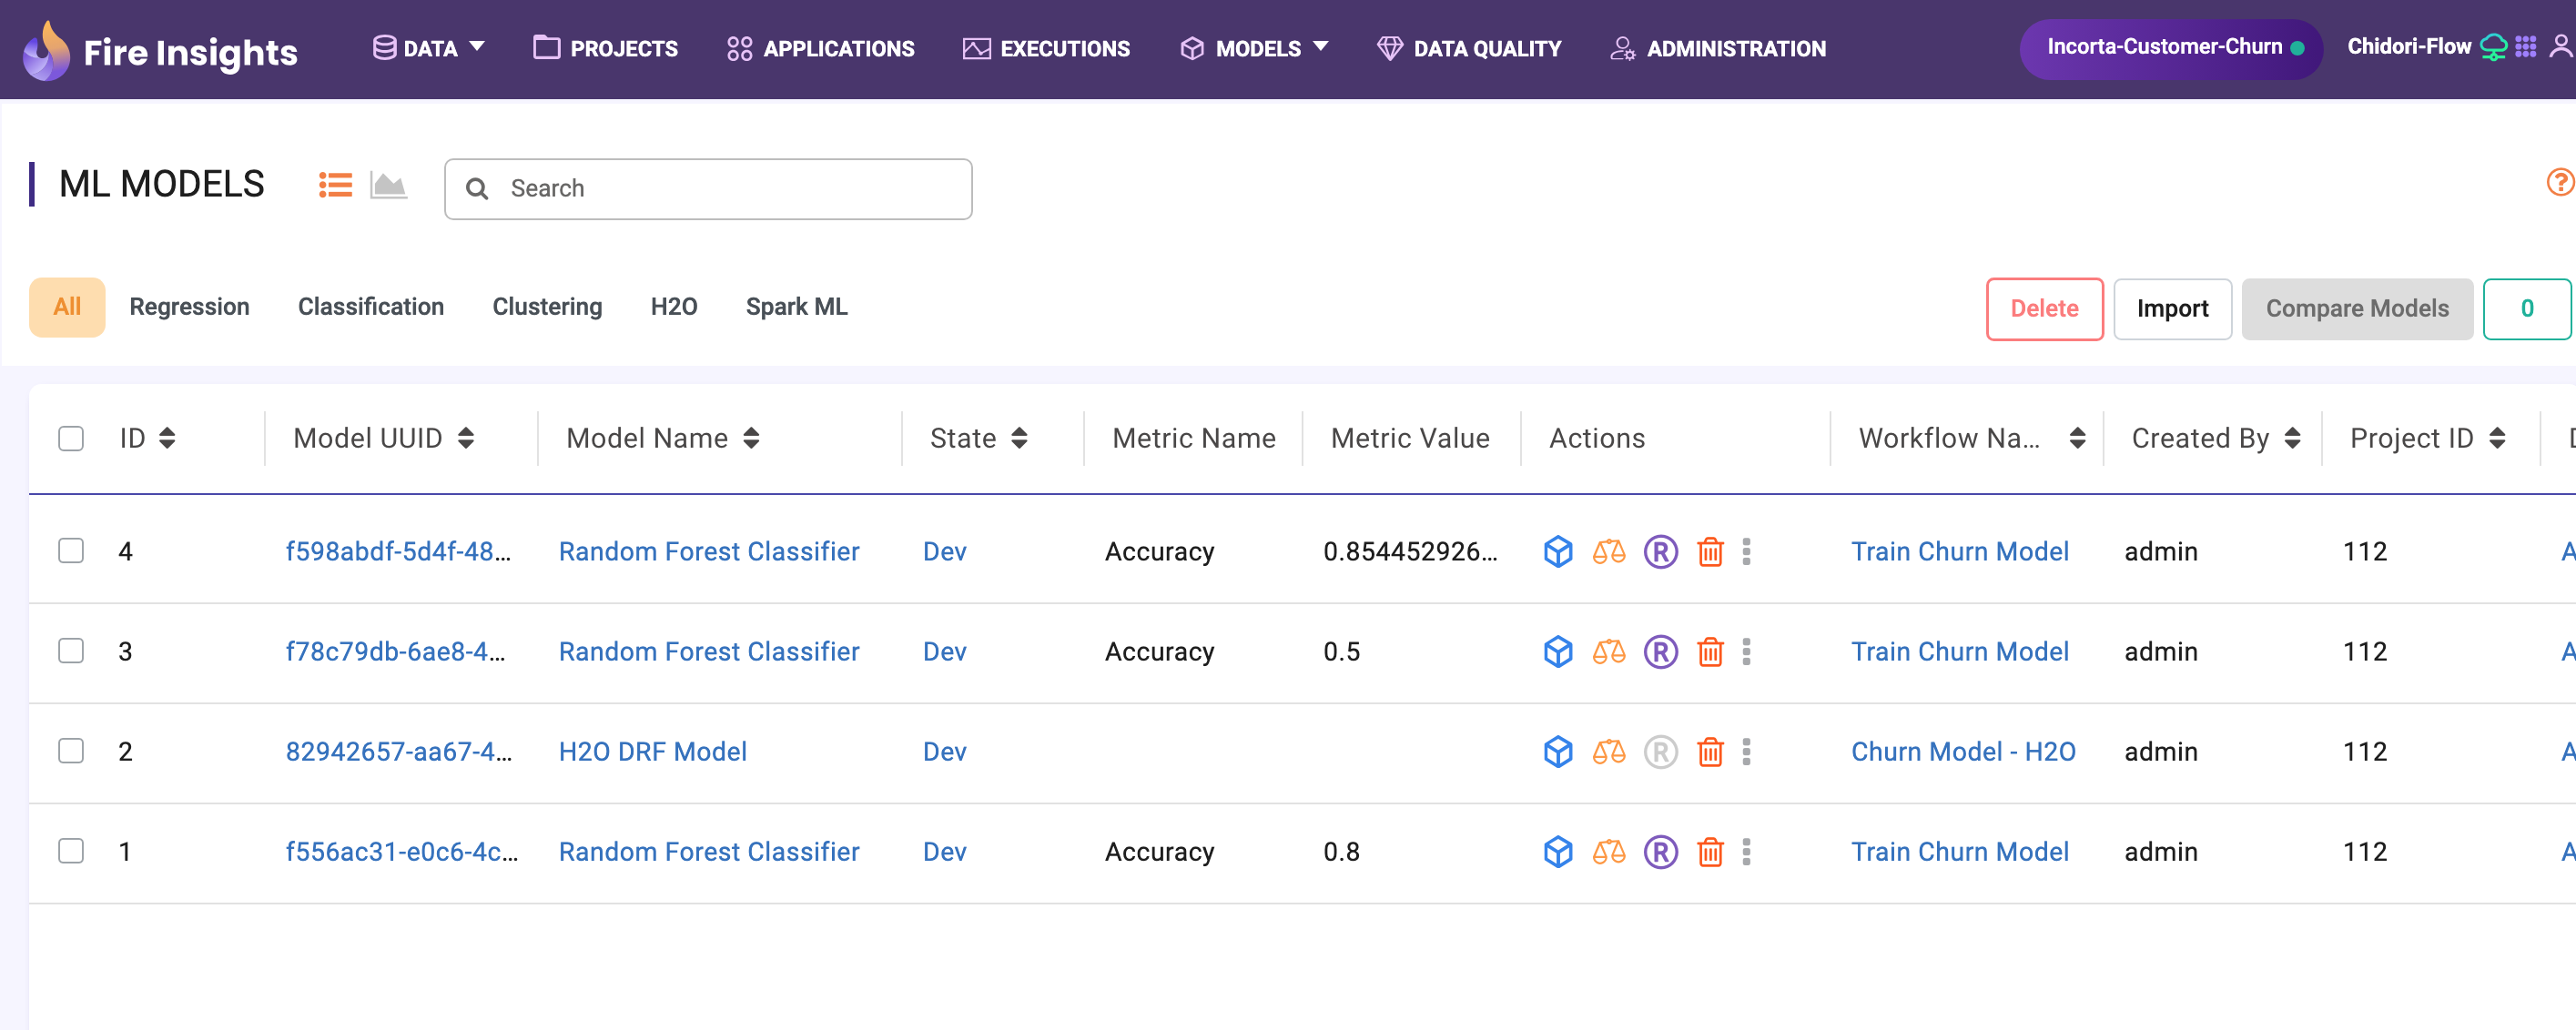 Fire Insights DATA PROJECTS APPLICATIONS EXECUTIONS MODELS DATA QUALITY ADMINISTRATION Incorta-Customer-Churn Chidori-Flow
ML MODELS Search ?
All Regression Classification Clustering H2O Spark ML Delete Import Compare Models 0
ID Model UUID Model Name State Metric Name Metric Value Actions Workflow Na... Created By Project ID
4 f598abdf-5d4f-48... Random Forest Classifier Dev Accuracy 0.854452926... R Train Churn Model admin 112 A
3 f78c79db-6ae8-4... Random Forest Classifier Dev Accuracy 0.5 R Train Churn Model admin 112 A
2 82942657-aa67-4... H2O DRF Model Dev R Churn Model - H2O admin 112 A
1 f556ac31-e0c6-4c... Random Forest Classifier Dev Accuracy 0.8 R Train Churn Model admin 112 A